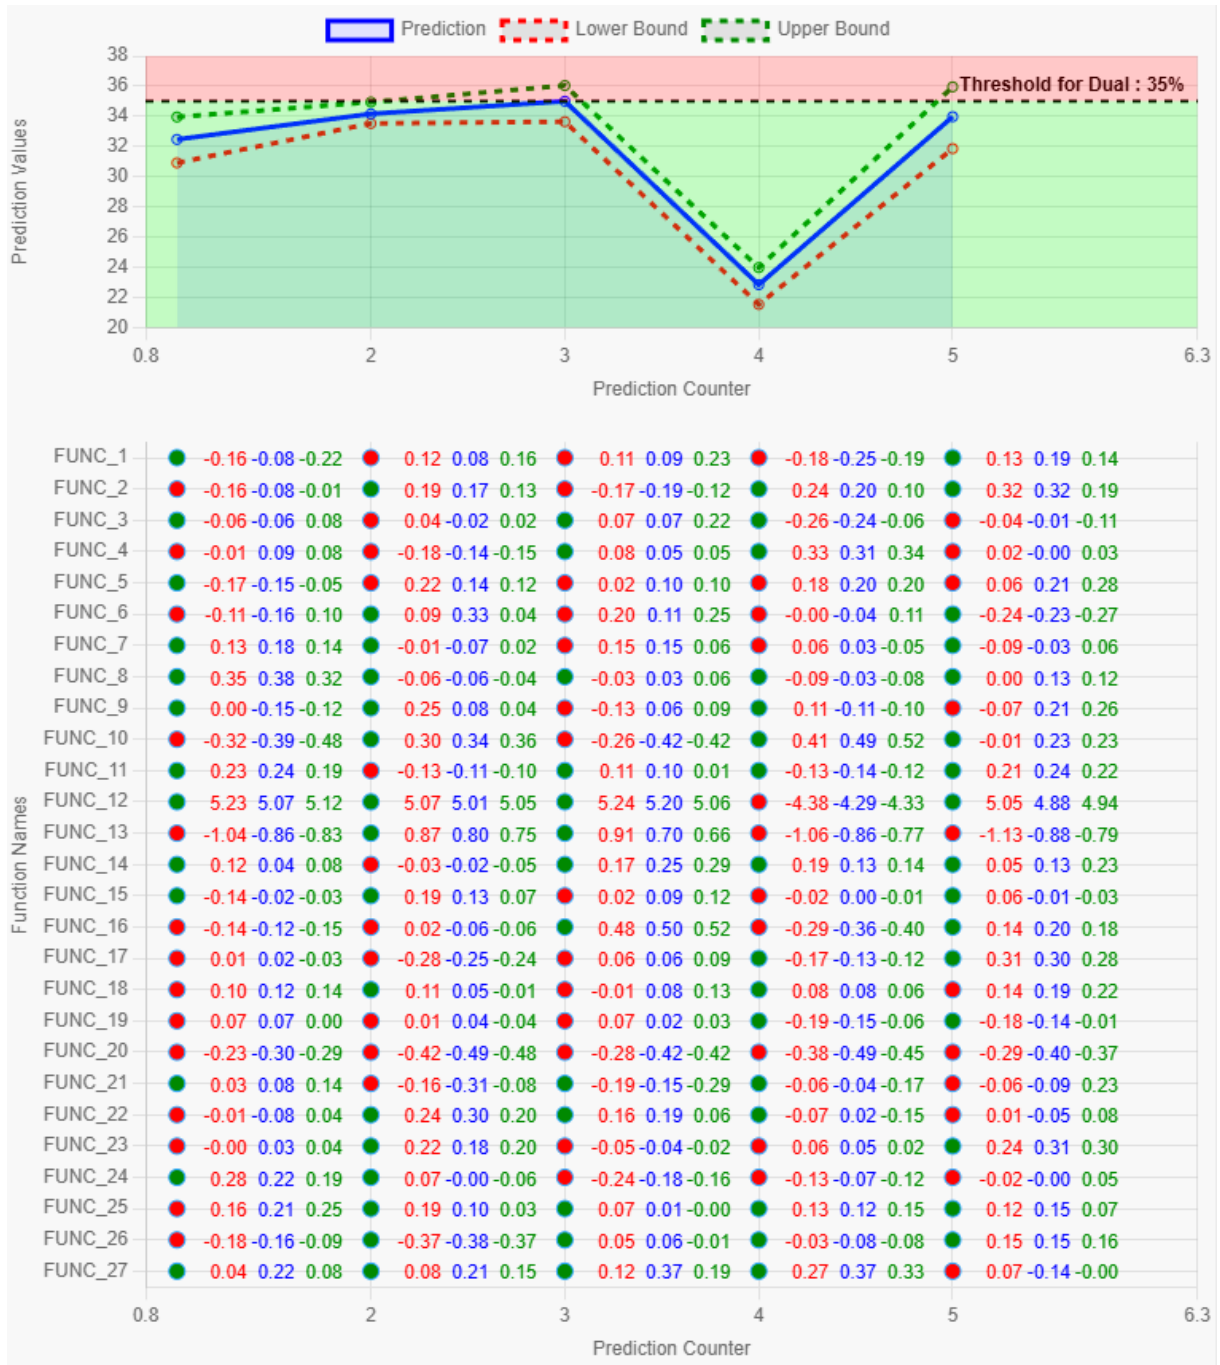 Prediction Lower Bound Upper Bound
38
36
Threshold for Dual : 35%
34
32
30
28
26
24
22
20
Prediction Values
0.8 2 3 4 5 6.3
Prediction Counter
FUNC_1 -0.16 -0.08 -0.22 0.12 0.08 0.16 0.11 0.09 0.23 -0.18 -0.25 -0.19 0.13 0.19 0.14
FUNC_2 -0.16 -0.08 -0.01 0.19 0.17 0.13 -0.17 -0.19 -0.12 0.24 0.20 0.10 0.32 0.32 0.19
FUNC_3 -0.06 -0.06 0.08 0.04 -0.02 0.02 0.07 0.07 0.22 -0.26 -0.24 -0.06 -0.04 -0.01 -0.11
FUNC_4 -0.01 0.09 0.08 -0.18 -0.14 -0.15 0.08 0.05 0.05 0.33 0.31 0.34 0.02 -0.00 0.03
FUNC_5 -0.17 -0.15 -0.05 0.22 0.14 0.12 0.02 0.10 0.10 0.18 0.20 0.20 0.06 0.21 0.28
FUNC_6 -0.11 -0.16 0.10 0.09 0.33 0.04 0.20 0.11 0.25 -0.00 -0.04 0.11 -0.24 -0.23 -0.27
FUNC_7 0.13 0.18 0.14 -0.01 -0.07 0.02 0.15 0.15 0.06 0.06 0.03 -0.05 -0.09 -0.03 0.06
FUNC_8 0.35 0.38 0.32 -0.06 -0.06 -0.04 -0.03 0.03 0.06 -0.09 -0.03 -0.08 0.00 0.13 0.12
FUNC_9 0.00 -0.15 -0.12 0.25 0.08 0.04 -0.13 0.06 0.09 0.11 -0.11 -0.10 -0.07 0.21 0.26
FUNC_10 -0.32 -0.39 -0.48 0.30 0.34 0.36 -0.26 -0.42 -0.42 0.41 0.49 0.52 -0.01 0.23 0.23
FUNC_11 0.23 0.24 0.19 -0.13 -0.11 -0.10 0.11 0.10 0.01 -0.13 -0.14 -0.12 0.21 0.24 0.22
FUNC_12 5.23 5.07 5.12 5.07 5.01 5.05 5.24 5.20 5.06 -4.38 -4.29 -4.33 5.05 4.88 4.94
FUNC_13 -1.04 -0.86 -0.83 0.87 0.80 0.75 0.91 0.70 0.66 -1.06 -0.86 -0.77 -1.13 -0.88 -0.79
FUNC_14 0.12 0.04 0.08 -0.03 -0.02 -0.05 0.17 0.25 0.29 0.19 0.13 0.14 0.05 0.13 0.23
FUNC_15 -0.14 -0.02 -0.03 0.19 0.13 0.07 0.02 0.09 0.12 -0.02 0.00 -0.01 0.06 -0.01 -0.03
FUNC_16 -0.14 -0.12 -0.15 0.02 -0.06 -0.06 0.48 0.50 0.52 -0.29 -0.36 -0.40 0.14 0.20 0.18
FUNC_17 0.01 0.02 -0.03 -0.28 -0.25 -0.24 0.06 0.06 0.09 -0.17 -0.13 -0.12 0.31 0.30 0.28
FUNC_18 0.10 0.12 0.14 0.11 0.05 -0.01 -0.01 0.08 0.13 0.08 0.08 0.06 0.14 0.19 0.22
FUNC_19 0.07 0.07 0.00 0.01 0.04 -0.04 0.07 0.02 0.03 -0.19 -0.15 -0.06 -0.18 -0.14 -0.01
FUNC_20 -0.23 -0.30 -0.29 -0.42 -0.49 -0.48 -0.28 -0.42 -0.42 -0.38 -0.49 -0.45 -0.29 -0.40 -0.37
FUNC_21 0.03 0.08 0.14 -0.16 -0.31 -0.08 -0.19 -0.15 -0.29 -0.06 -0.04 -0.17 -0.06 -0.09 0.23
FUNC_22 -0.01 -0.08 0.04 0.24 0.30 0.20 0.16 0.19 0.06 -0.07 0.02 -0.15 0.01 -0.05 0.08
FUNC_23 -0.00 0.03 0.04 0.22 0.18 0.20 -0.05 -0.04 -0.02 0.06 0.05 0.02 0.24 0.31 0.30
FUNC_24 0.28 0.22 0.19 0.07 -0.00 -0.06 -0.24 -0.18 -0.16 -0.13 -0.07 -0.12 -0.02 -0.00 0.05
FUNC_25 0.16 0.21 0.25 0.19 0.10 0.03 0.07 0.01 -0.00 0.13 0.12 0.15 0.12 0.15 0.07
FUNC_26 -0.18 -0.16 -0.09 -0.37 -0.38 -0.37 0.05 0.06 -0.01 -0.03 -0.08 -0.08 0.15 0.15 0.16
FUNC_27 0.04 0.22 0.08 0.08 0.21 0.15 0.12 0.37 0.19 0.27 0.37 0.33 0.07 -0.14 -0.00
Function Names
0.8 2 3 4 5 6.3
Prediction Counter